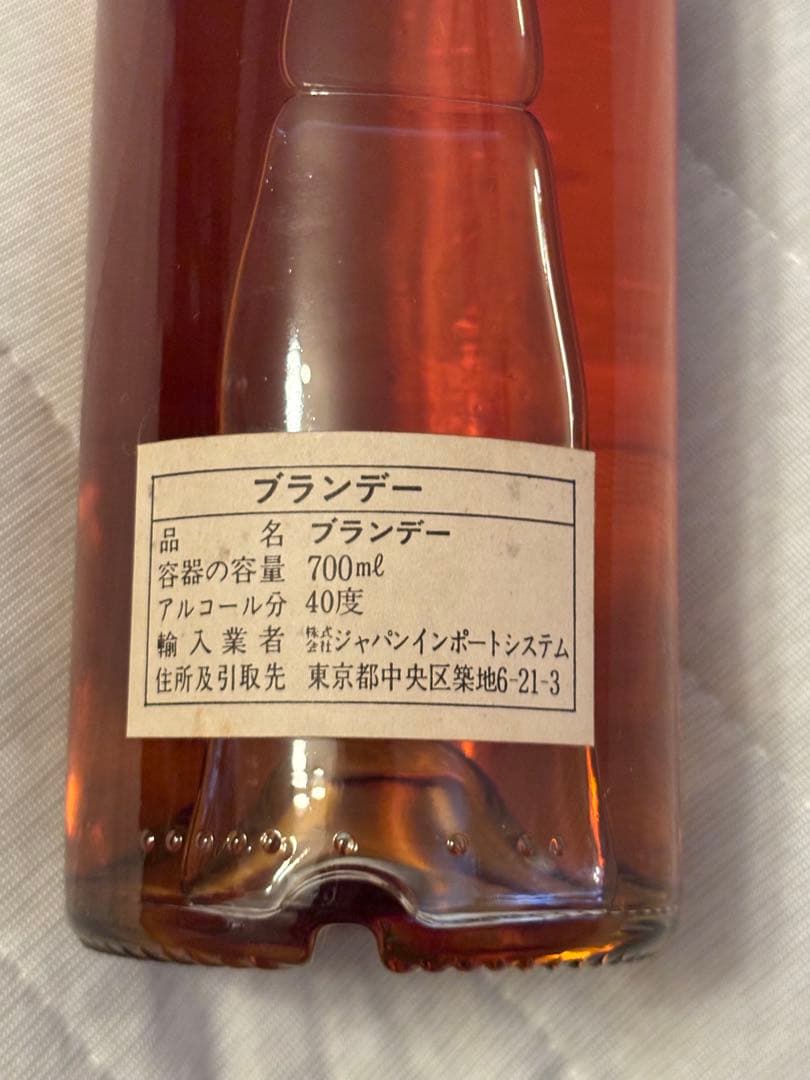 ブランデー
品名 ブランデー
容器の容量 700mℓ
アルコール分 40度
輸入業者 株式会社ジャパンインポートシステム
住所及引取先 東京都中央区築地6-21-3